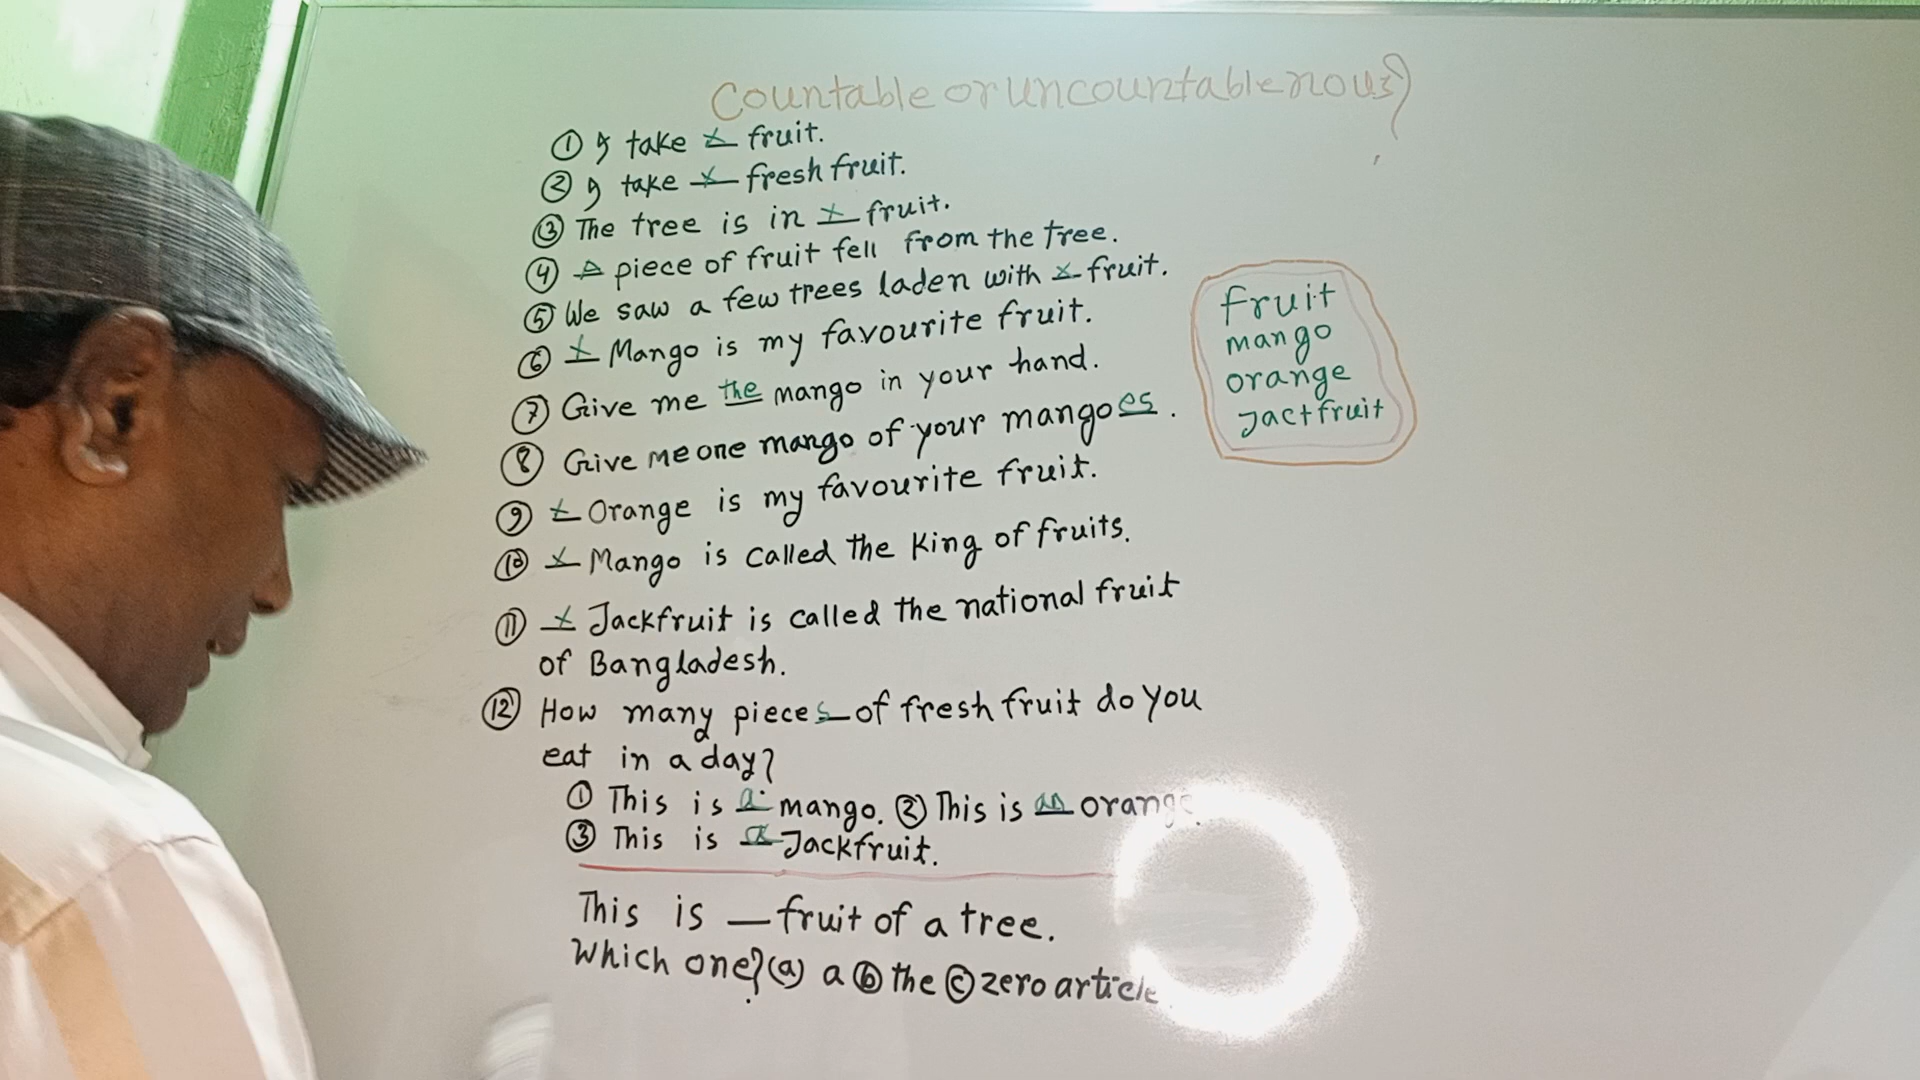 Countable or uncountable nous?
① I take × fruit.
② I take × fresh fruit.
③ The tree is in × fruit.
④ A piece of fruit fell from the tree.
⑤ We saw a few trees laden with × fruit.
⑥ × Mango is my favourite fruit.
⑦ Give me the mango in your hand.
⑧ Give me one mango of your mangoes.
⑨ × Orange is my favourite fruit.
⑩ × Mango is called the King of fruits.
⑪ × Jackfruit is called the national fruit
of Bangladesh.
⑫ How many pieces of fresh fruit do you
eat in a day?
① This is a mango. ② This is an orange.
③ This is a Jackfruit.
This is __ fruit of a tree.
Which one? (a) a ⓑ the ⓒ zero article
fruit
mango
orange
Jactfruit